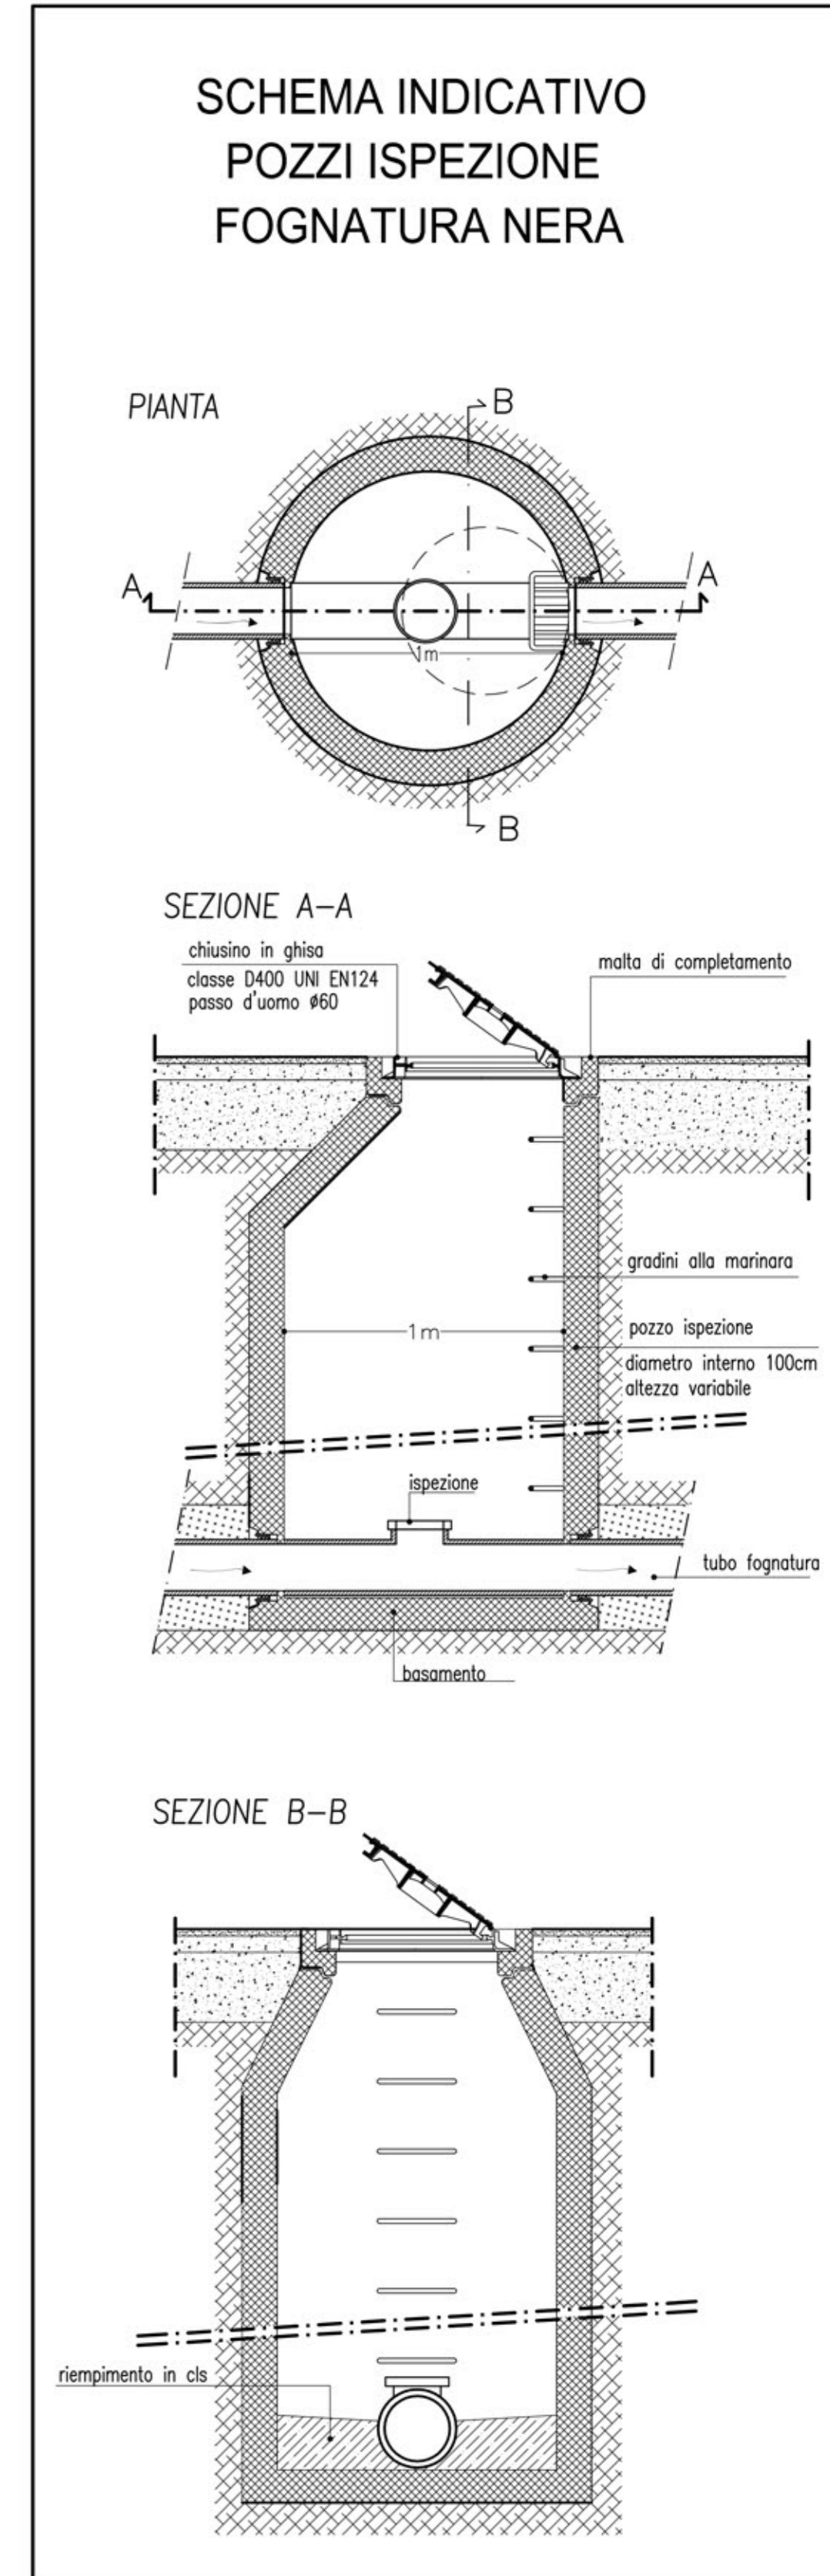 SCHEMA INDICATIVO
POZZI ISPEZIONE
FOGNATURA NERA
PIANTA
B
A
A
1m
B
SEZIONE A-A
chiusino in ghisa
classe D400 UNI EN124
passo d'uomo ø60
malta di completamento
gradini alla marinara
1m
pozzo ispezione
diametro interno 100cm
altezza variabile
ispezione
tubo fognatura
basamento
SEZIONE B-B
riempimento in cls